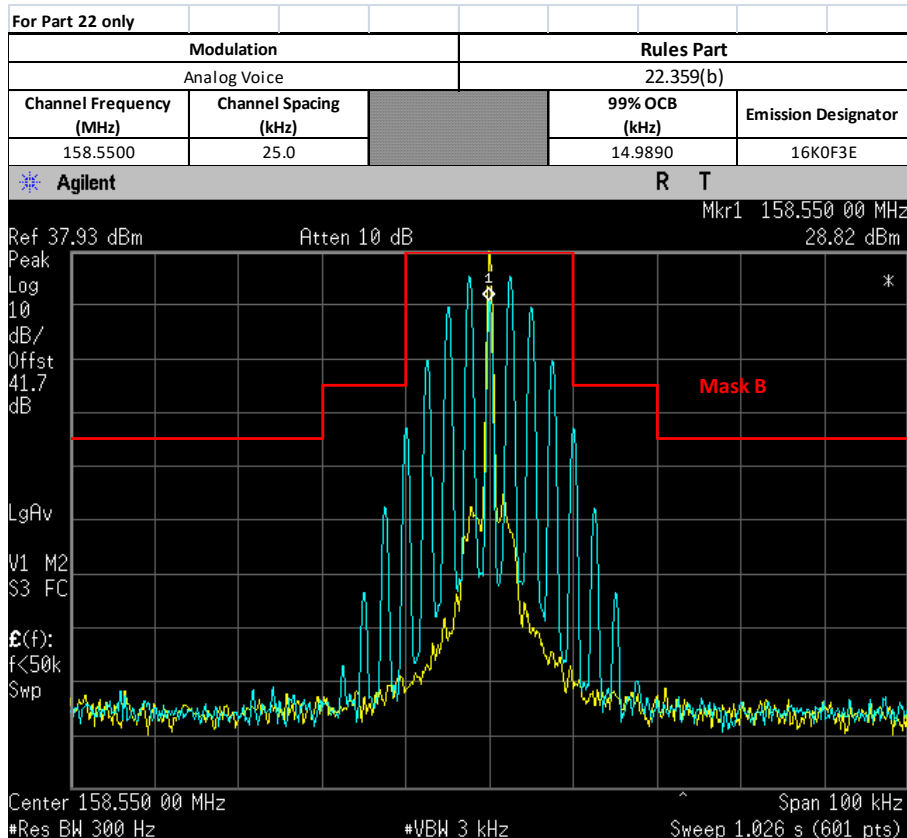 For Part 22 only
Modulation Rules Part
Analog Voice 22.359(b)
Channel Frequency (MHz) Channel Spacing (kHz) 99% OCB (kHz) Emission Designator
158.5500 25.0 14.9890 16K0F3E
Agilent R T
Mkr1 158.550 00 MHz
Ref 37.93 dBm Atten 10 dB 28.82 dBm
Peak
Log
10
dB/
Offst
41.7
dB
1
*
Mask B
LgAv
V1 M2
S3 FC
£(f):
f<50k
Swp
Center 158.550 00 MHz ^ Span 100 kHz
#Res BW 300 Hz #VBW 3 kHz Sweep 1.026 s (601 pts)